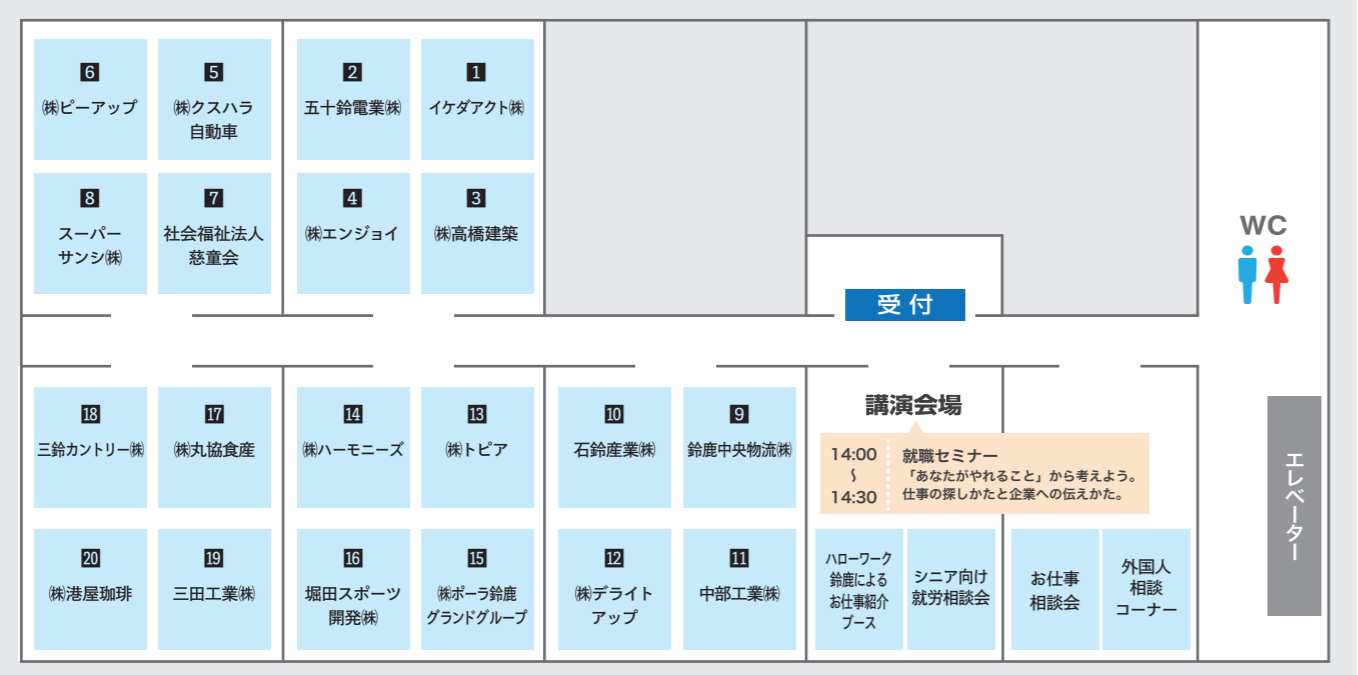 6
㈱ピーアップ
5
㈱クスハラ
自動車
2
五十鈴電業㈱
1
イケダアクト㈱
8
スーパー
サンシ㈱
7
社会福祉法人
慈童会
4
㈱エンジョイ
3
㈱高橋建築
WC
受付
18
三鈴カントリー㈱
17
㈱丸協食産
14
㈱ハーモニーズ
13
㈱トピア
10
石鈴産業㈱
9
鈴鹿中央物流㈱
講演会場
14:00
〜
14:30
就職セミナー
「あなたがやれること」から考えよう。
仕事の探しかたと企業への伝えかた。
エレベーター
20
㈱港屋珈琲
19
三田工業㈱
16
堀田スポーツ
開発㈱
15
㈱ポーラ鈴鹿
グランドグループ
12
㈱デライト
アップ
11
中部工業㈱
ハローワーク
鈴鹿による
お仕事紹介
ブース
シニア向け
就労相談会
お仕事
相談会
外国人
相談
コーナー